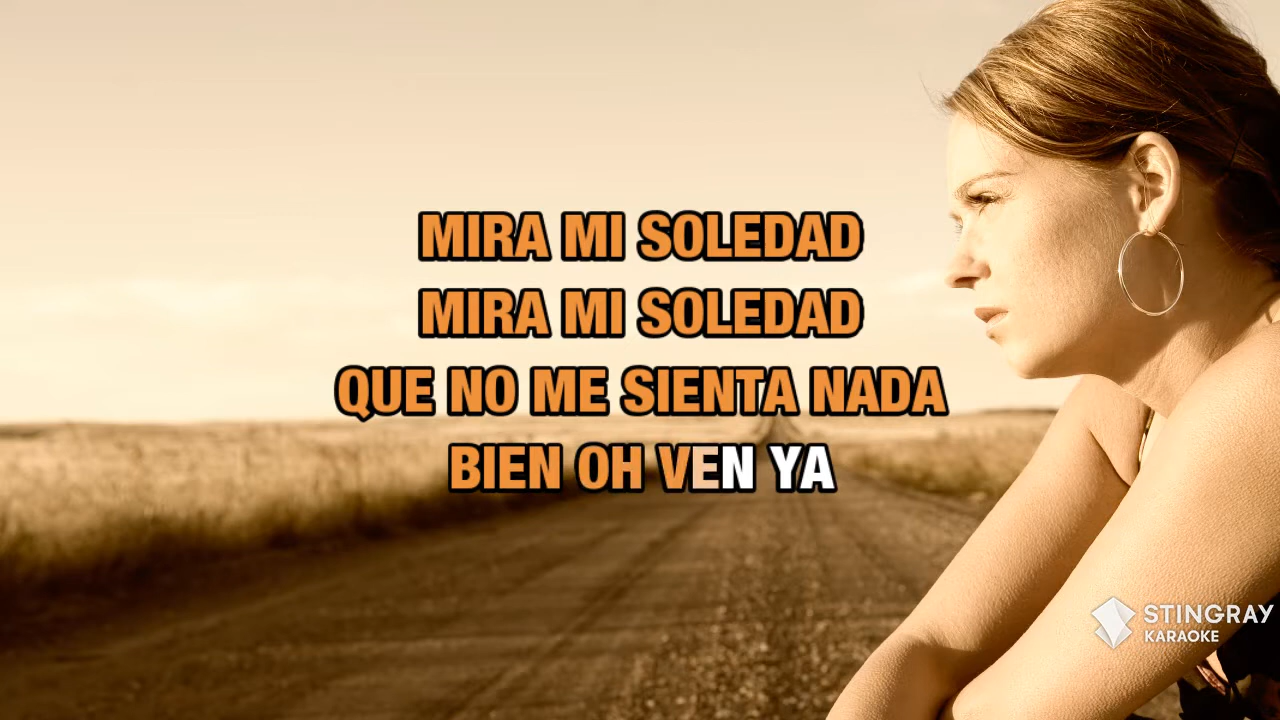 MIRA MI SOLEDAD
MIRA MI SOLEDAD
QUE NO ME SIENTA NADA
BIEN OH VEN YA
STINGRAY
KARAOKE